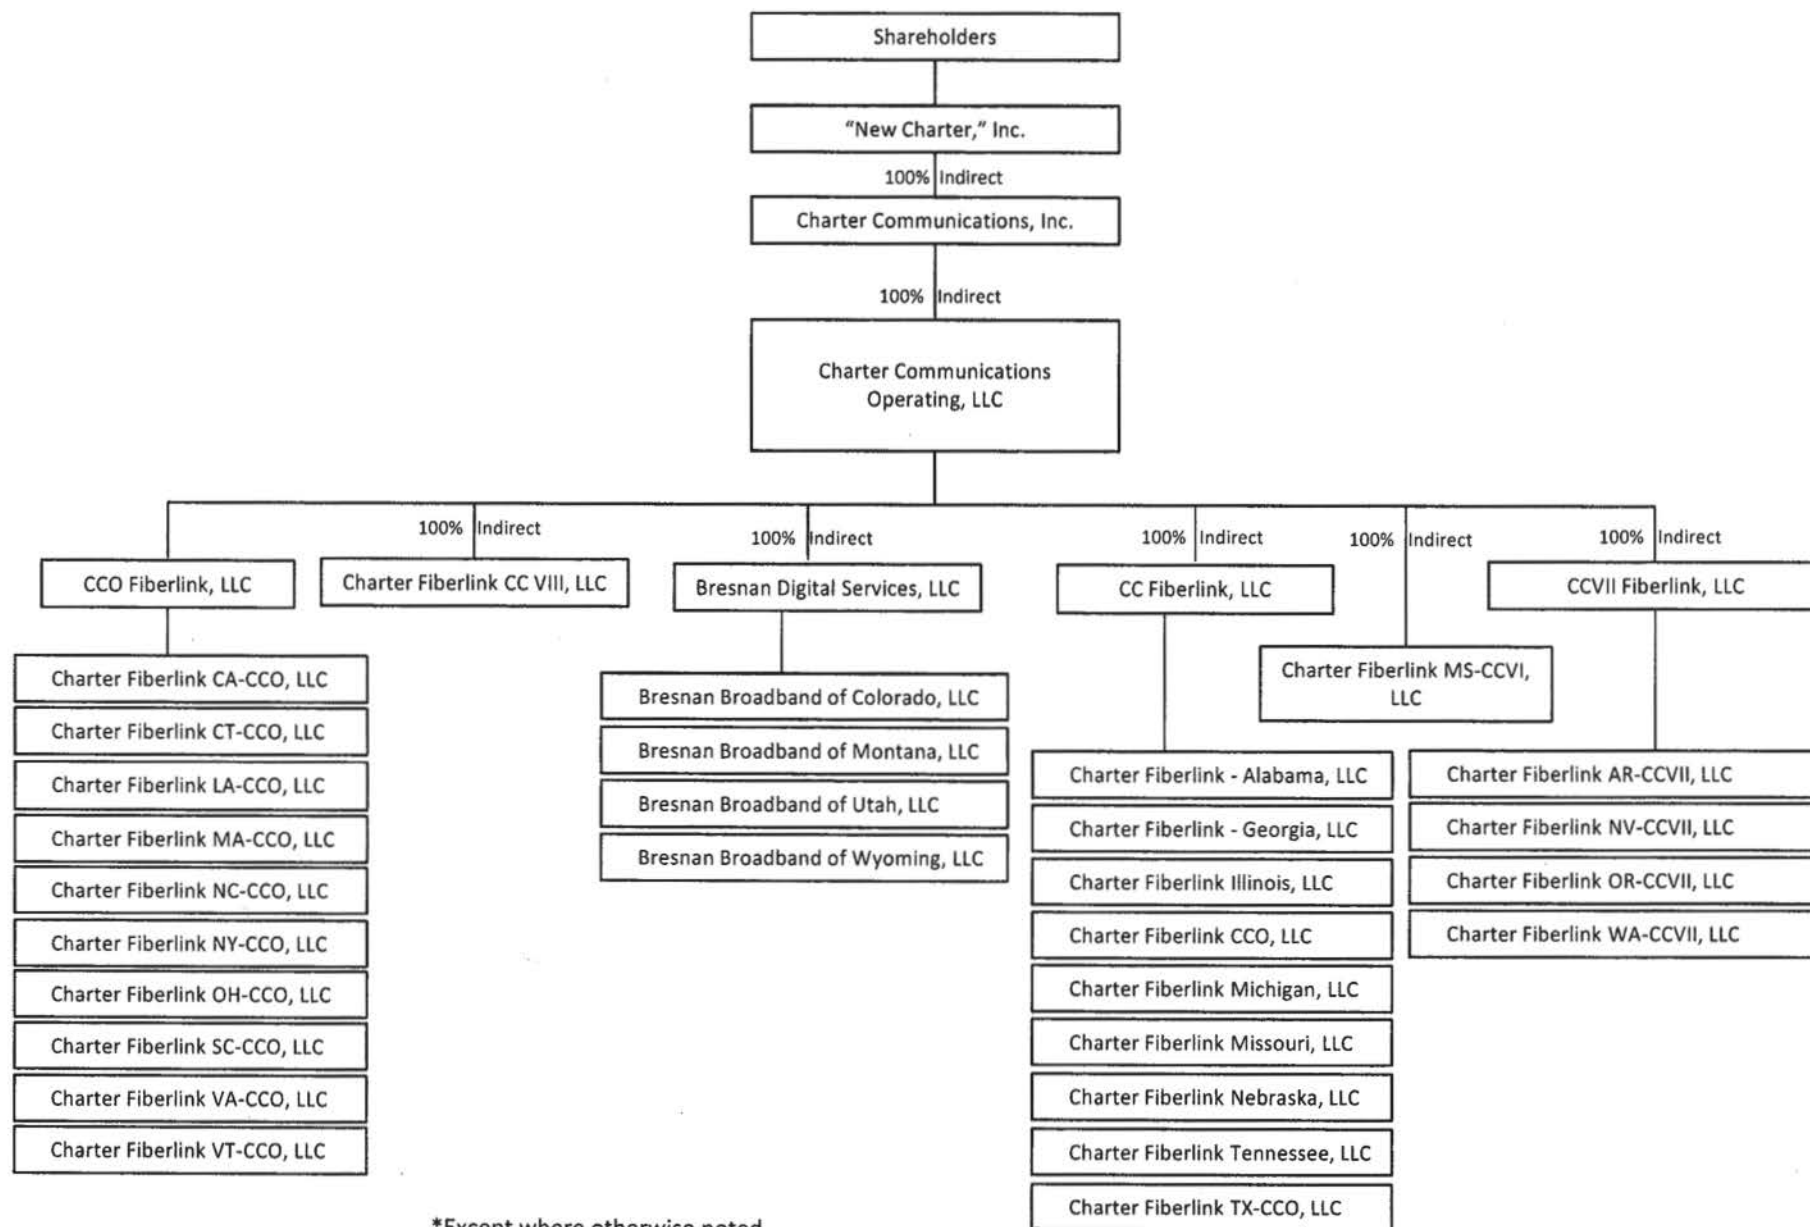 Shareholders
“New Charter,” Inc.
100% Indirect
Charter Communications, Inc.
100% Indirect
Charter Communications
Operating, LLC
100% Indirect
100% Indirect
100% Indirect
100% Indirect
100% Indirect
CCO Fiberlink, LLC
Charter Fiberlink CC VIII, LLC
Bresnan Digital Services, LLC
CC Fiberlink, LLC
CCVII Fiberlink, LLC
Charter Fiberlink MS-CCVI,
LLC
Charter Fiberlink CA-CCO, LLC
Charter Fiberlink CT-CCO, LLC
Charter Fiberlink LA-CCO, LLC
Charter Fiberlink MA-CCO, LLC
Charter Fiberlink NC-CCO, LLC
Charter Fiberlink NY-CCO, LLC
Charter Fiberlink OH-CCO, LLC
Charter Fiberlink SC-CCO, LLC
Charter Fiberlink VA-CCO, LLC
Charter Fiberlink VT-CCO, LLC
Bresnan Broadband of Colorado, LLC
Bresnan Broadband of Montana, LLC
Bresnan Broadband of Utah, LLC
Bresnan Broadband of Wyoming, LLC
Charter Fiberlink - Alabama, LLC
Charter Fiberlink - Georgia, LLC
Charter Fiberlink Illinois, LLC
Charter Fiberlink CCO, LLC
Charter Fiberlink Michigan, LLC
Charter Fiberlink Missouri, LLC
Charter Fiberlink Nebraska, LLC
Charter Fiberlink Tennessee, LLC
Charter Fiberlink TX-CCO, LLC
Charter Fiberlink AR-CCVII, LLC
Charter Fiberlink NV-CCVII, LLC
Charter Fiberlink OR-CCVII, LLC
Charter Fiberlink WA-CCVII, LLC
*Except where otherwise noted